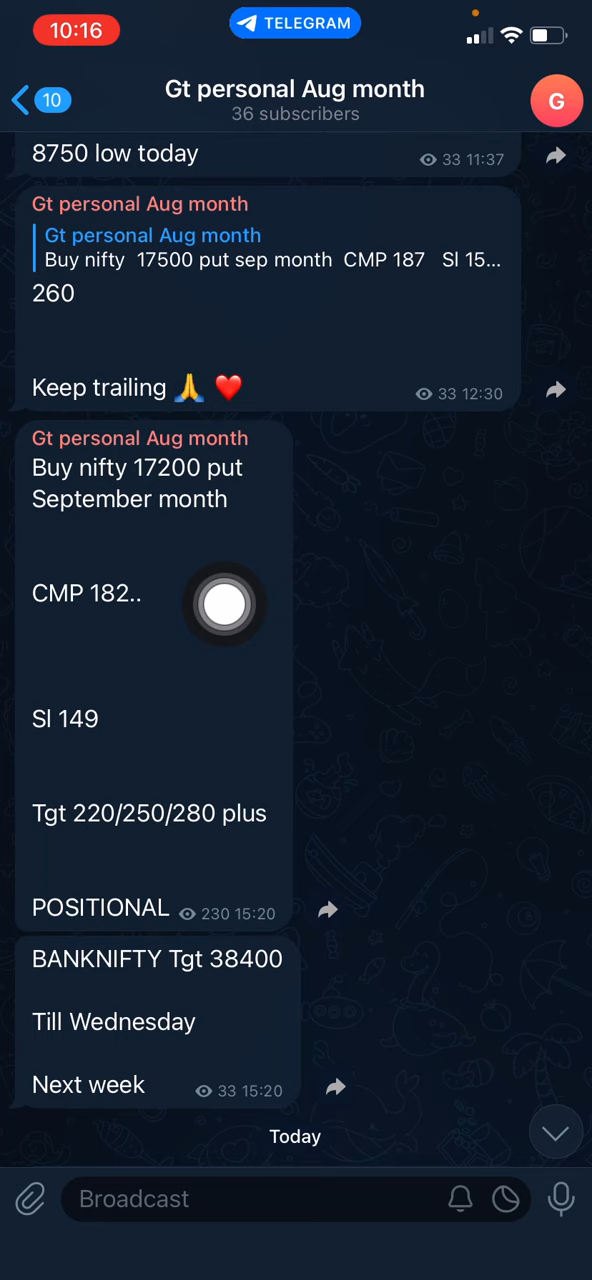 10:16
TELEGRAM
10
Gt personal Aug month
36 subscribers
G
8750 low today
33 11:37
Gt personal Aug month
Gt personal Aug month
Buy nifty 17500 put sep month CMP 187 Sl 15...
260
Keep trailing 🙏 ❤️
33 12:30
Gt personal Aug month
Buy nifty 17200 put
September month
CMP 182..
Sl 149
Tgt 220/250/280 plus
POSITIONAL 230 15:20
BANKNIFTY Tgt 38400
Till Wednesday
Next week 33 15:20
Today
Broadcast